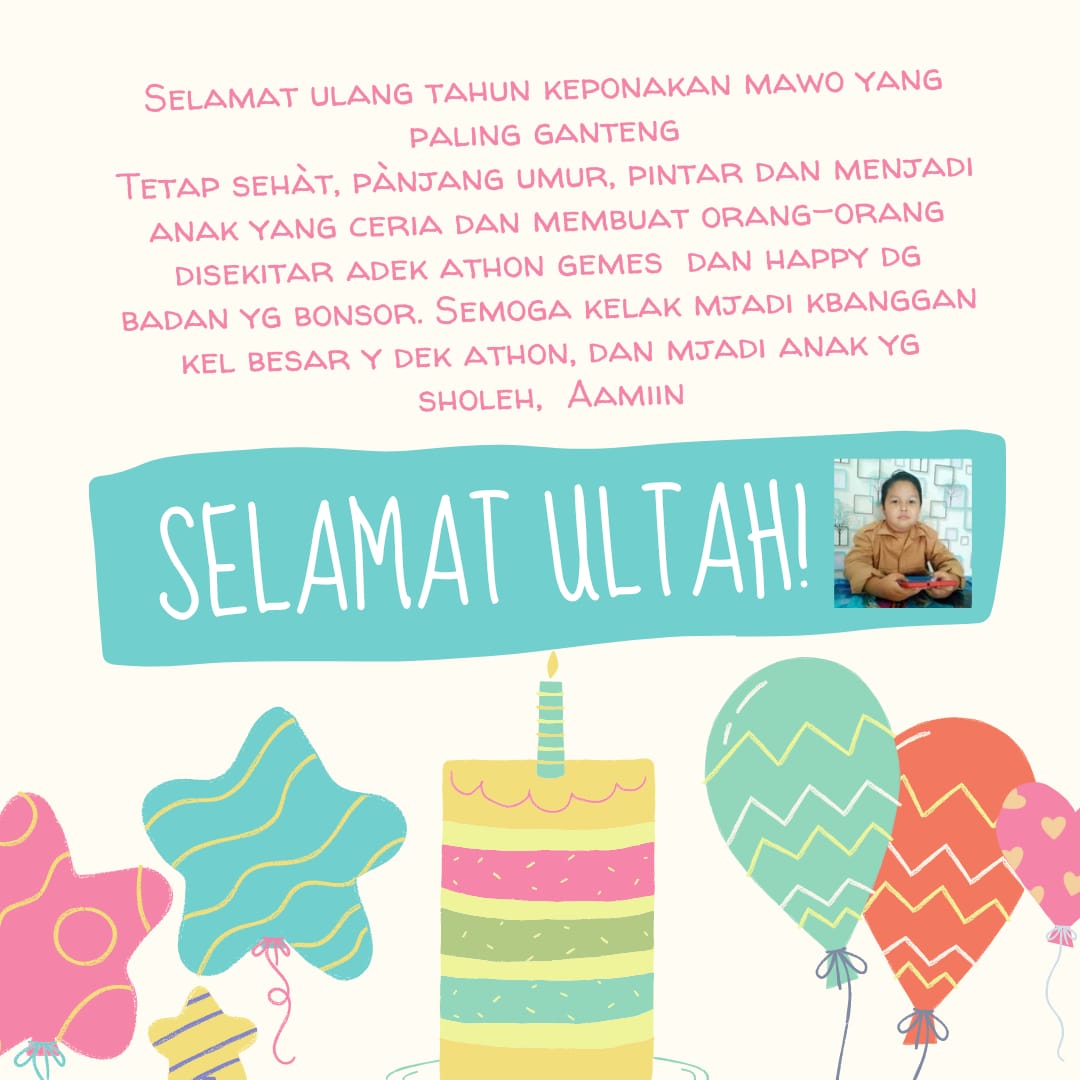 Selamat ulang tahun keponakan mawo yang
paling ganteng
Tetap sehàt, pànjang umur, pintar dan menjadi
anak yang ceria dan membuat orang-orang
disekitar adek athon gemes dan happy dg
badan yg bonsor. Semoga kelak mjadi kbanggan
kel besar y dek athon, dan mjadi anak yg
sholeh, Aamiin
SELAMAT ULTAH!